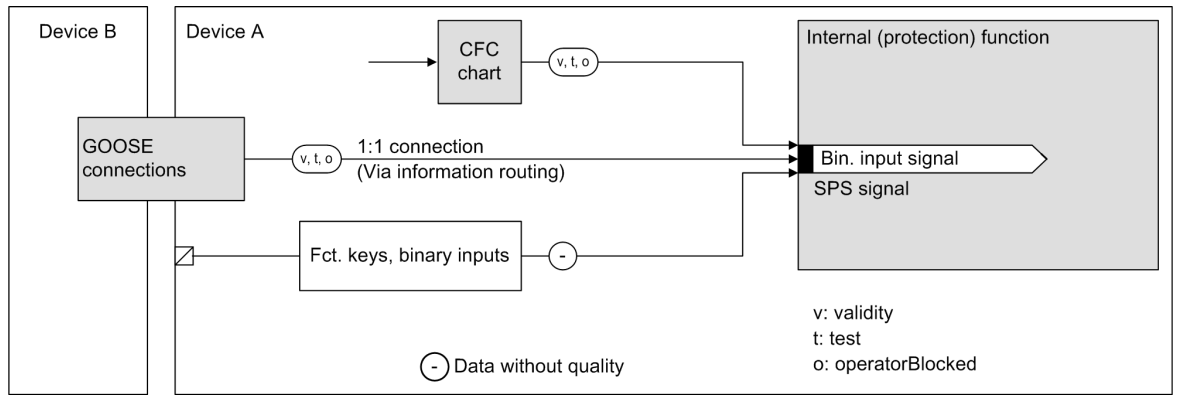 Device B
Device A
CFC
chart
v, t, o
Internal (protection) function
GOOSE
connections
v, t, o
1:1 connection
(Via information routing)
Bin. input signal
SPS signal
Fct. keys, binary inputs
-
v: validity
t: test
o: operatorBlocked
- Data without quality